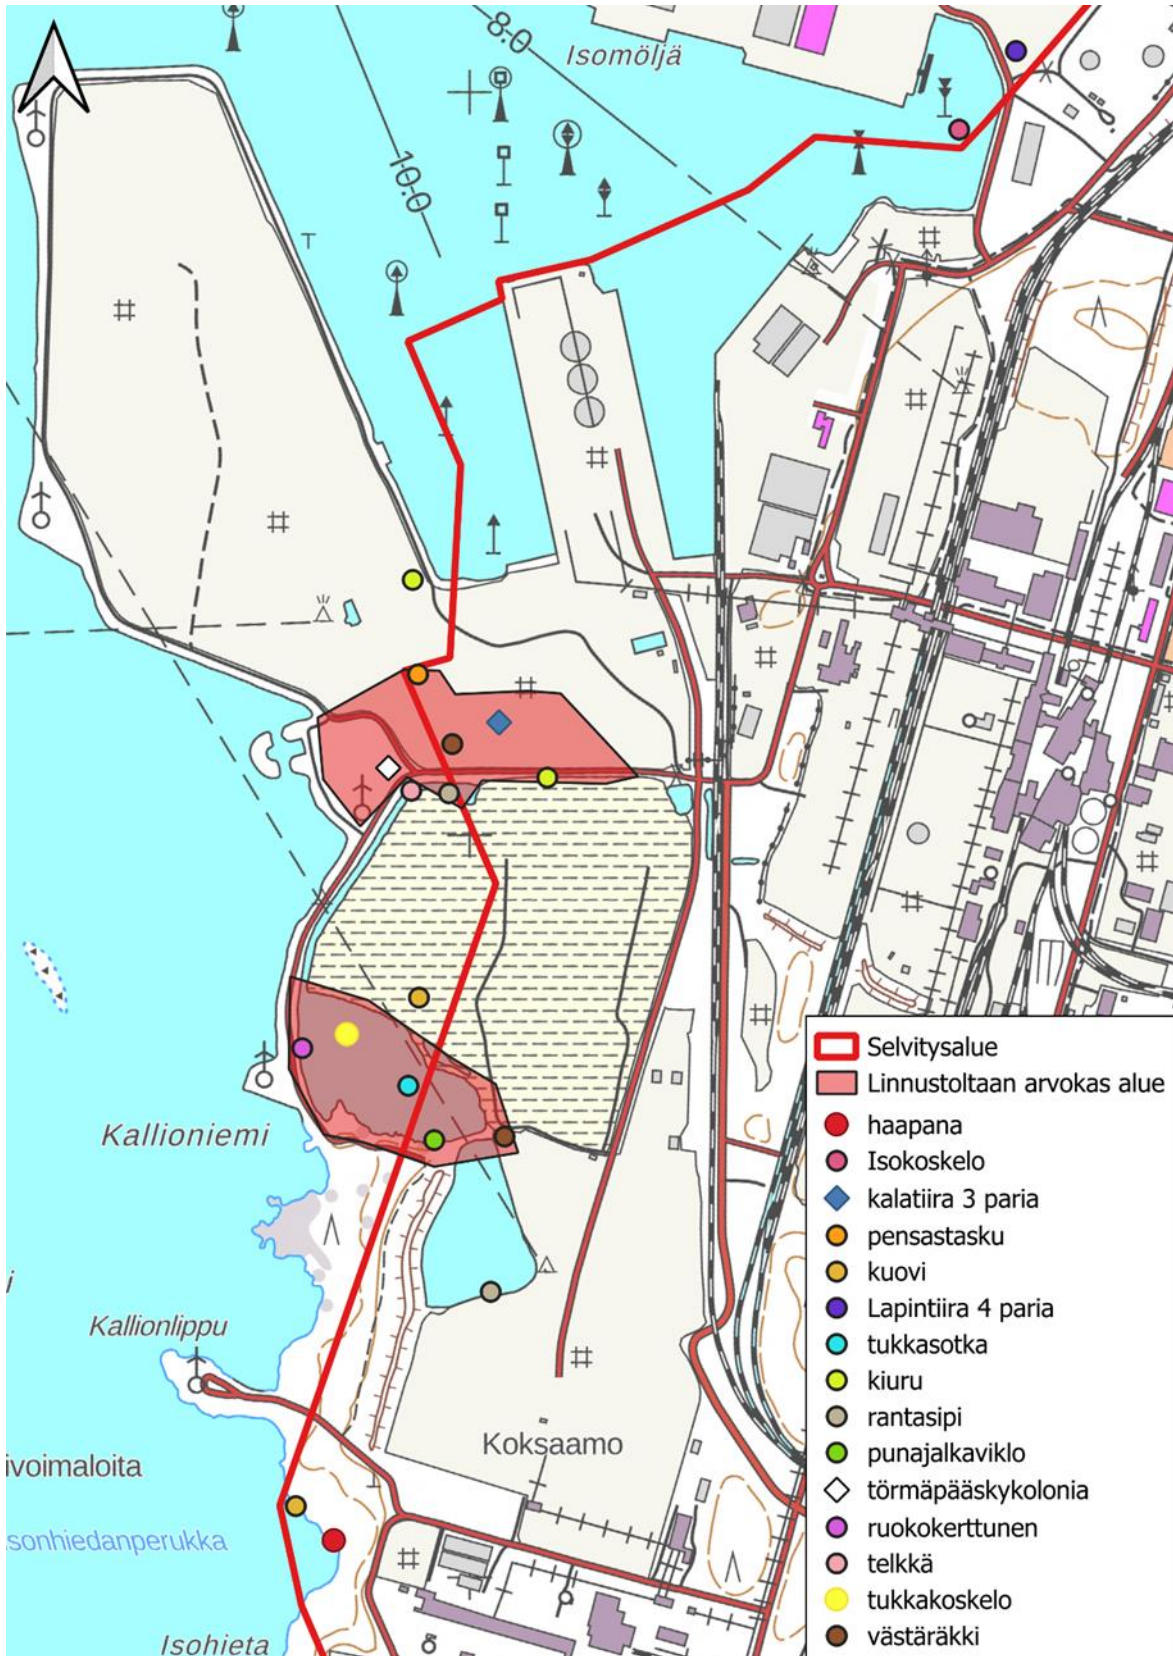 8.0
Isomöljä
10.0
Kallioniemi
i
Kallionlippu
ivoimaloita
sonhiedanperukka
Koksaamo
Isohieta
Selvitysalue
Linnustoltaan arvokas alue
haapana
Isokoskelo
kalatiira 3 paria
pensastasku
kuovi
Lapintiira 4 paria
tukkasotka
kiuru
rantasipi
punajalkaviklo
törmäpääskykolonia
ruokokerttunen
telkkä
tukkakoskelo
västäräkki